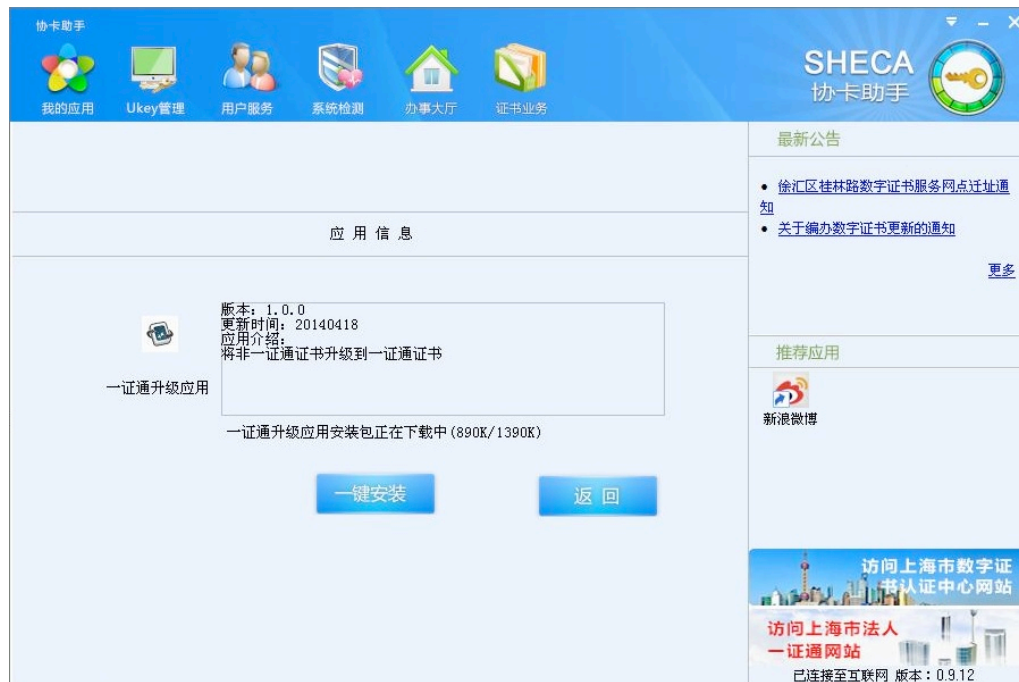 协卡助手
我的应用
Ukey管理
用户服务
系统检测
办事大厅
证书业务
SHECA
协卡助手
应用信息
版本: 1.0.0
更新时间: 20140418
应用介绍:
将非一证通证书升级到一证通证书
一证通升级应用
一证通升级应用安装包正在下载中(890K/1390K)
一键安装
返回
最新公告
徐汇区桂林路数字证书服务网点迁址通
知
关于编办数字证书更新的通知
更多
推荐应用
新浪微博
访问上海市数字证
书认证中心网站
访问上海市法人
一证通网站
已连接至互联网 版本:0.9.12